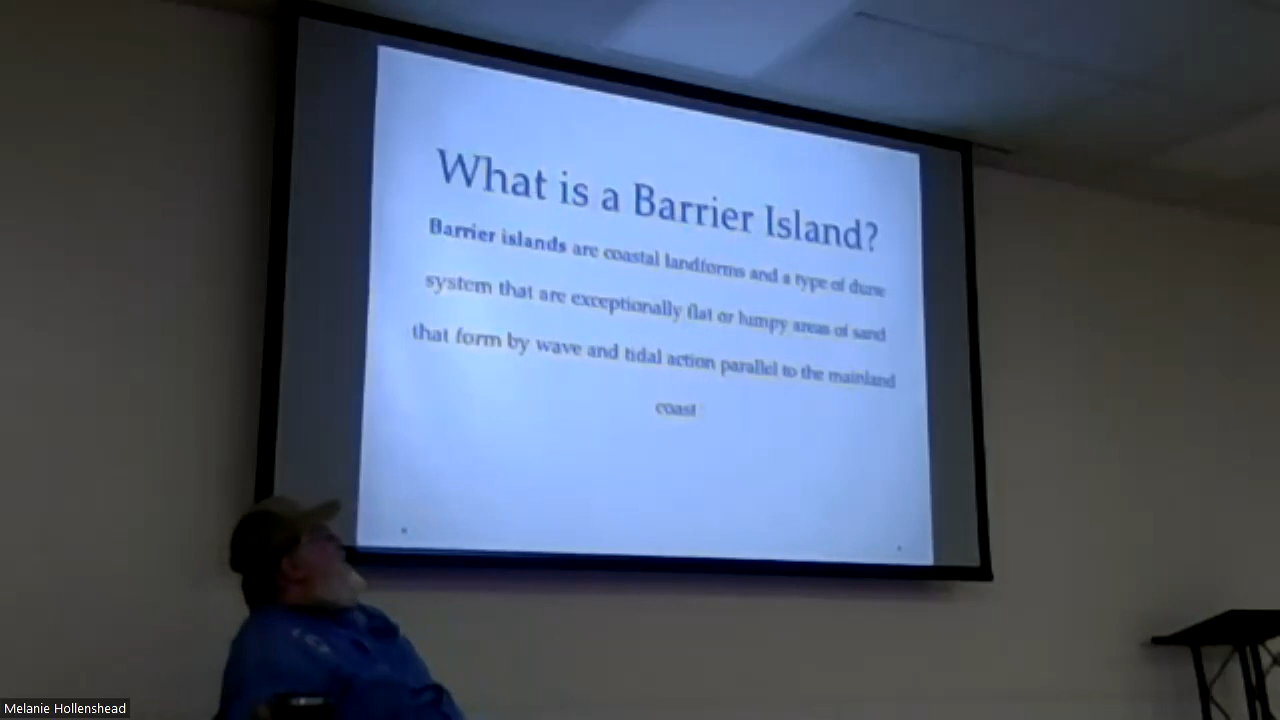 What is a Barrier Island?
Barrier islands are coastal landforms and a type of dune
system that are exceptionally flat or lumpy areas of sand
that form by wave and tidal action parallel to the mainland
coast
Melanie Hollenshead